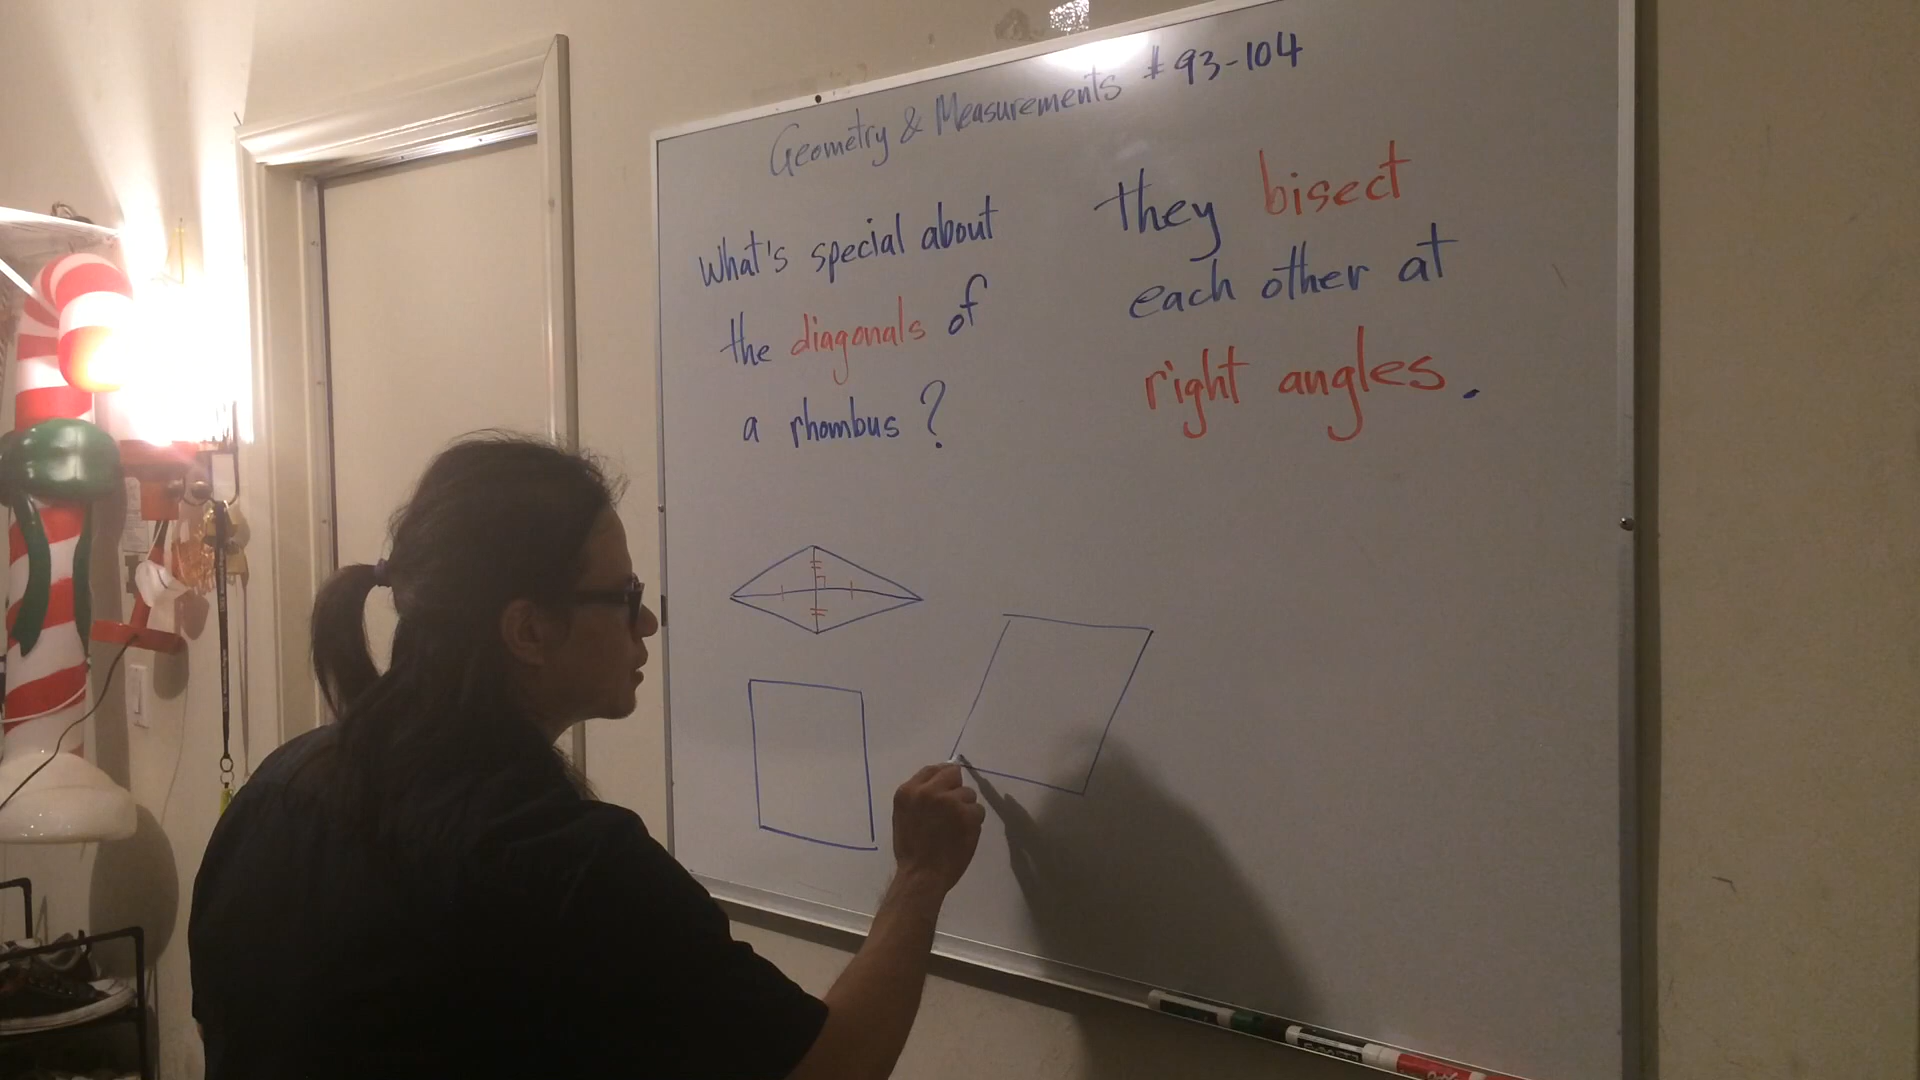 Geometry & Measurements # 93-104
What's special about
the diagonals of
a rhombus?
they bisect
each other at
right angles.